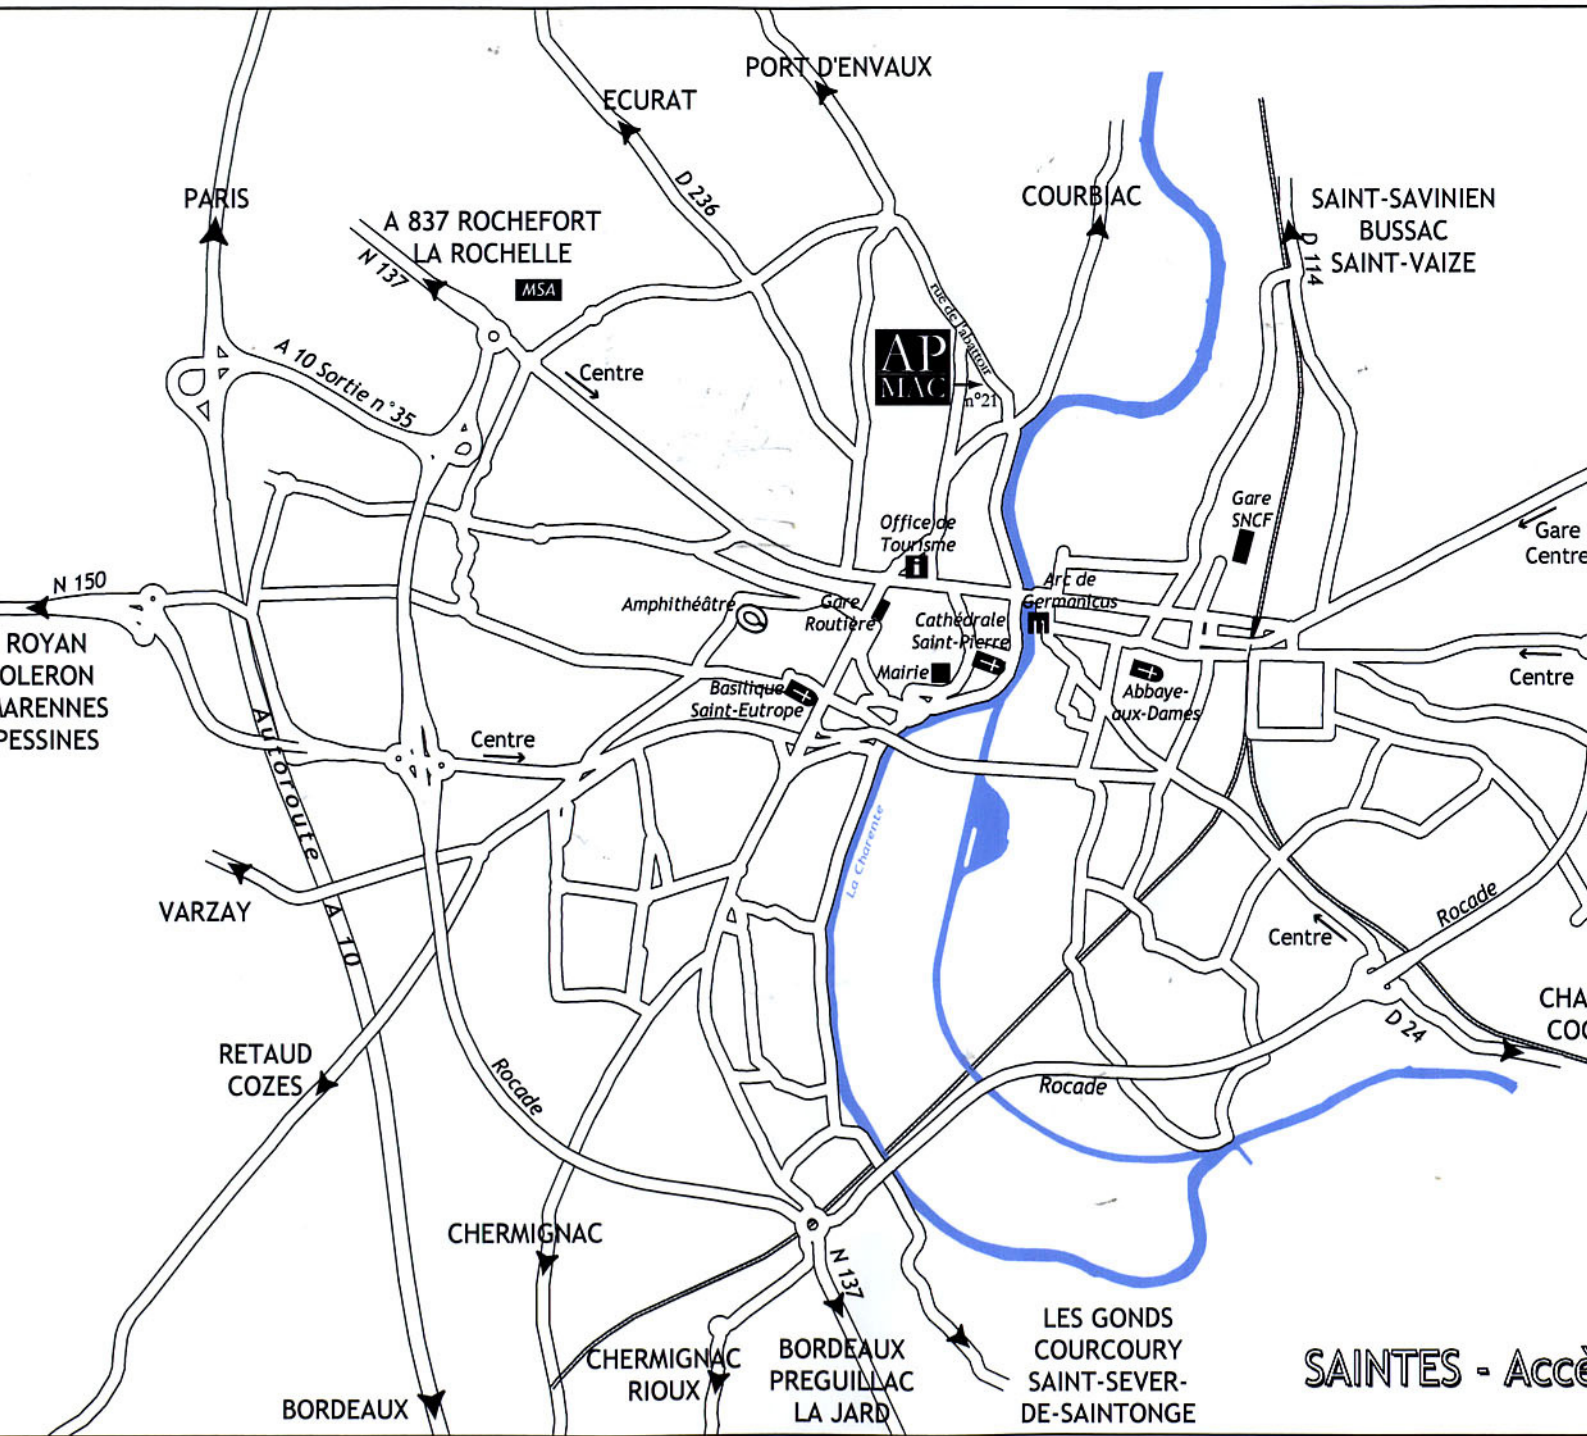 PORT D'ENVAUX
ECURAT
D 236
PARIS
A 837 ROCHEFORT
LA ROCHELLE
N 137
MSA
COURBIAC
SAINT-SAVINIEN
BUSSAC
SAINT-VAIZE
D 114
rue de l'abattoir
A 10 Sortie n°35
Centre
AP
MAC
n°21
Gare
SNCF
Gare
Centre
Office de
Tourisme
i
N 150
ROYAN
OLERON
MARENNES
PESSINES
Amphithéâtre
Gare
Routière
Arc de
Germanicus
Cathédrale
Saint-Pierre
Mairie
Basilique
Saint-Eutrope
Abbaye-
aux-Dames
Centre
Centre
Autoroute A 10
La Charente
VARZAY
Rocade
Centre
CHA
COG
D 24
RETAUD
COZES
Rocade
Rocade
CHERMIGNAC
N 137
CHERMIGNAC
RIOUX
BORDEAUX
PREGUILLAC
LA JARD
LES GONDS
COURCOURY
SAINT-SEVER-
DE-SAINTONGE
BORDEAUX
SAINTES - Accè